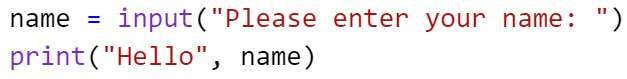 name = input("Please enter your name: ")
print("Hello", name)